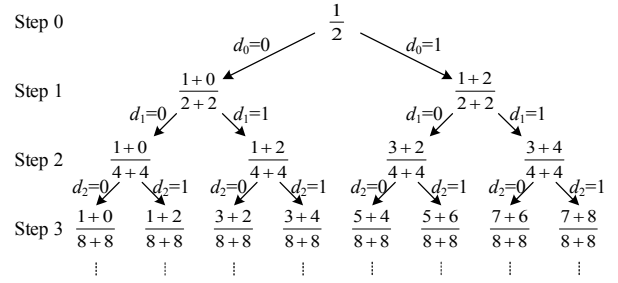 Step 0 1/2
d₀=0 d₀=1
Step 1 (1+0)/(2+2) (1+2)/(2+2)
d₁=0 d₁=1 d₁=0 d₁=1
Step 2 (1+0)/(4+4) (1+2)/(4+4) (3+2)/(4+4) (3+4)/(4+4)
d₂=0 d₂=1 d₂=0 d₂=1 d₂=0 d₂=1 d₂=0 d₂=1
Step 3 (1+0)/(8+8) (1+2)/(8+8) (3+2)/(8+8) (3+4)/(8+8) (5+4)/(8+8) (5+6)/(8+8) (7+6)/(8+8) (7+8)/(8+8)
⋮ ⋮ ⋮ ⋮ ⋮ ⋮ ⋮ ⋮